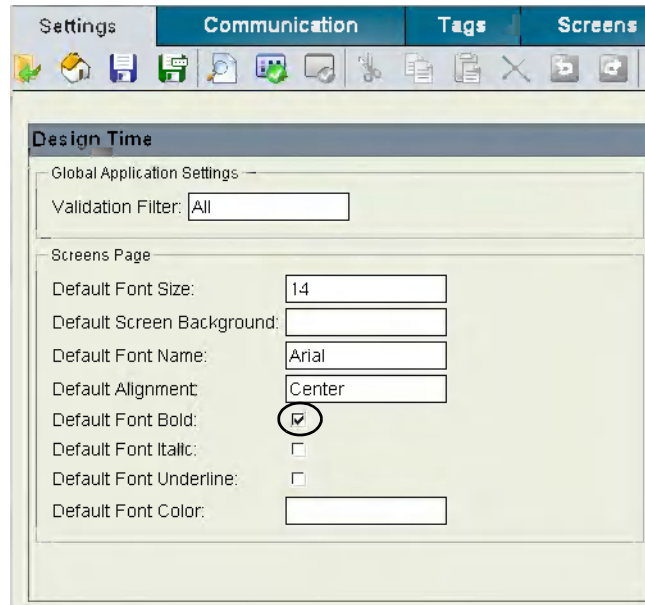 Settings Communication Tags Screens
Design Time
Global Application Settings
Validation Filter: All
Screens Page
Default Font Size: 14
Default Screen Background:
Default Font Name: Arial
Default Alignment: Center
Default Font Bold:
Default Font Italic:
Default Font Underline:
Default Font Color: